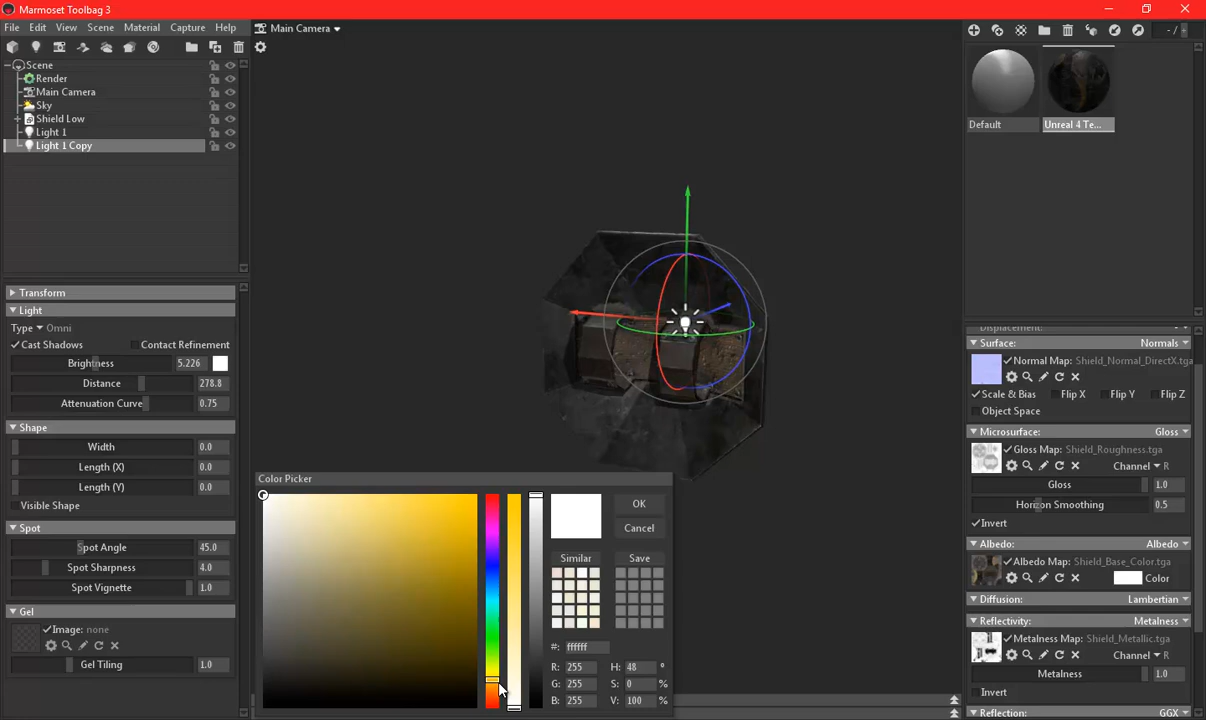 Marmoset Toolbag 3
File Edit View Scene Material Capture Help
Main Camera
- / -
Scene
Render
Main Camera
Sky
Shield Low
Light 1
Light 1 Copy
Default
Unreal 4 Te...
Transform
Light
Type Omni
Cast Shadows Contact Refinement
Brightness 5.226
Distance 278.8
Attenuation Curve 0.75
Shape
Width 0.0
Length (X) 0.0
Length (Y) 0.0
Visible Shape
Spot
Spot Angle 45.0
Spot Sharpness 4.0
Spot Vignette 1.0
Gel
Image: none
Gel Tiling 1.0
Color Picker
OK
Cancel
Similar Save
#: ffffff
R: 255 H: 48 °
G: 255 S: 0 %
B: 255 V: 100 %
Displacement:
Surface: Normals
Normal Map: Shield_Normal_DirectX.tga
Scale & Bias Flip X Flip Y Flip Z
Object Space
Microsurface: Gloss
Gloss Map: Shield_Roughness.tga
Channel R
Gloss 1.0
Horizon Smoothing 0.5
Invert
Albedo: Albedo
Albedo Map: Shield_Base_Color.tga
Color
Diffusion: Lambertian
Reflectivity: Metalness
Metalness Map: Shield_Metallic.tga
Channel R
Metalness 1.0
Invert
Reflection: GGX